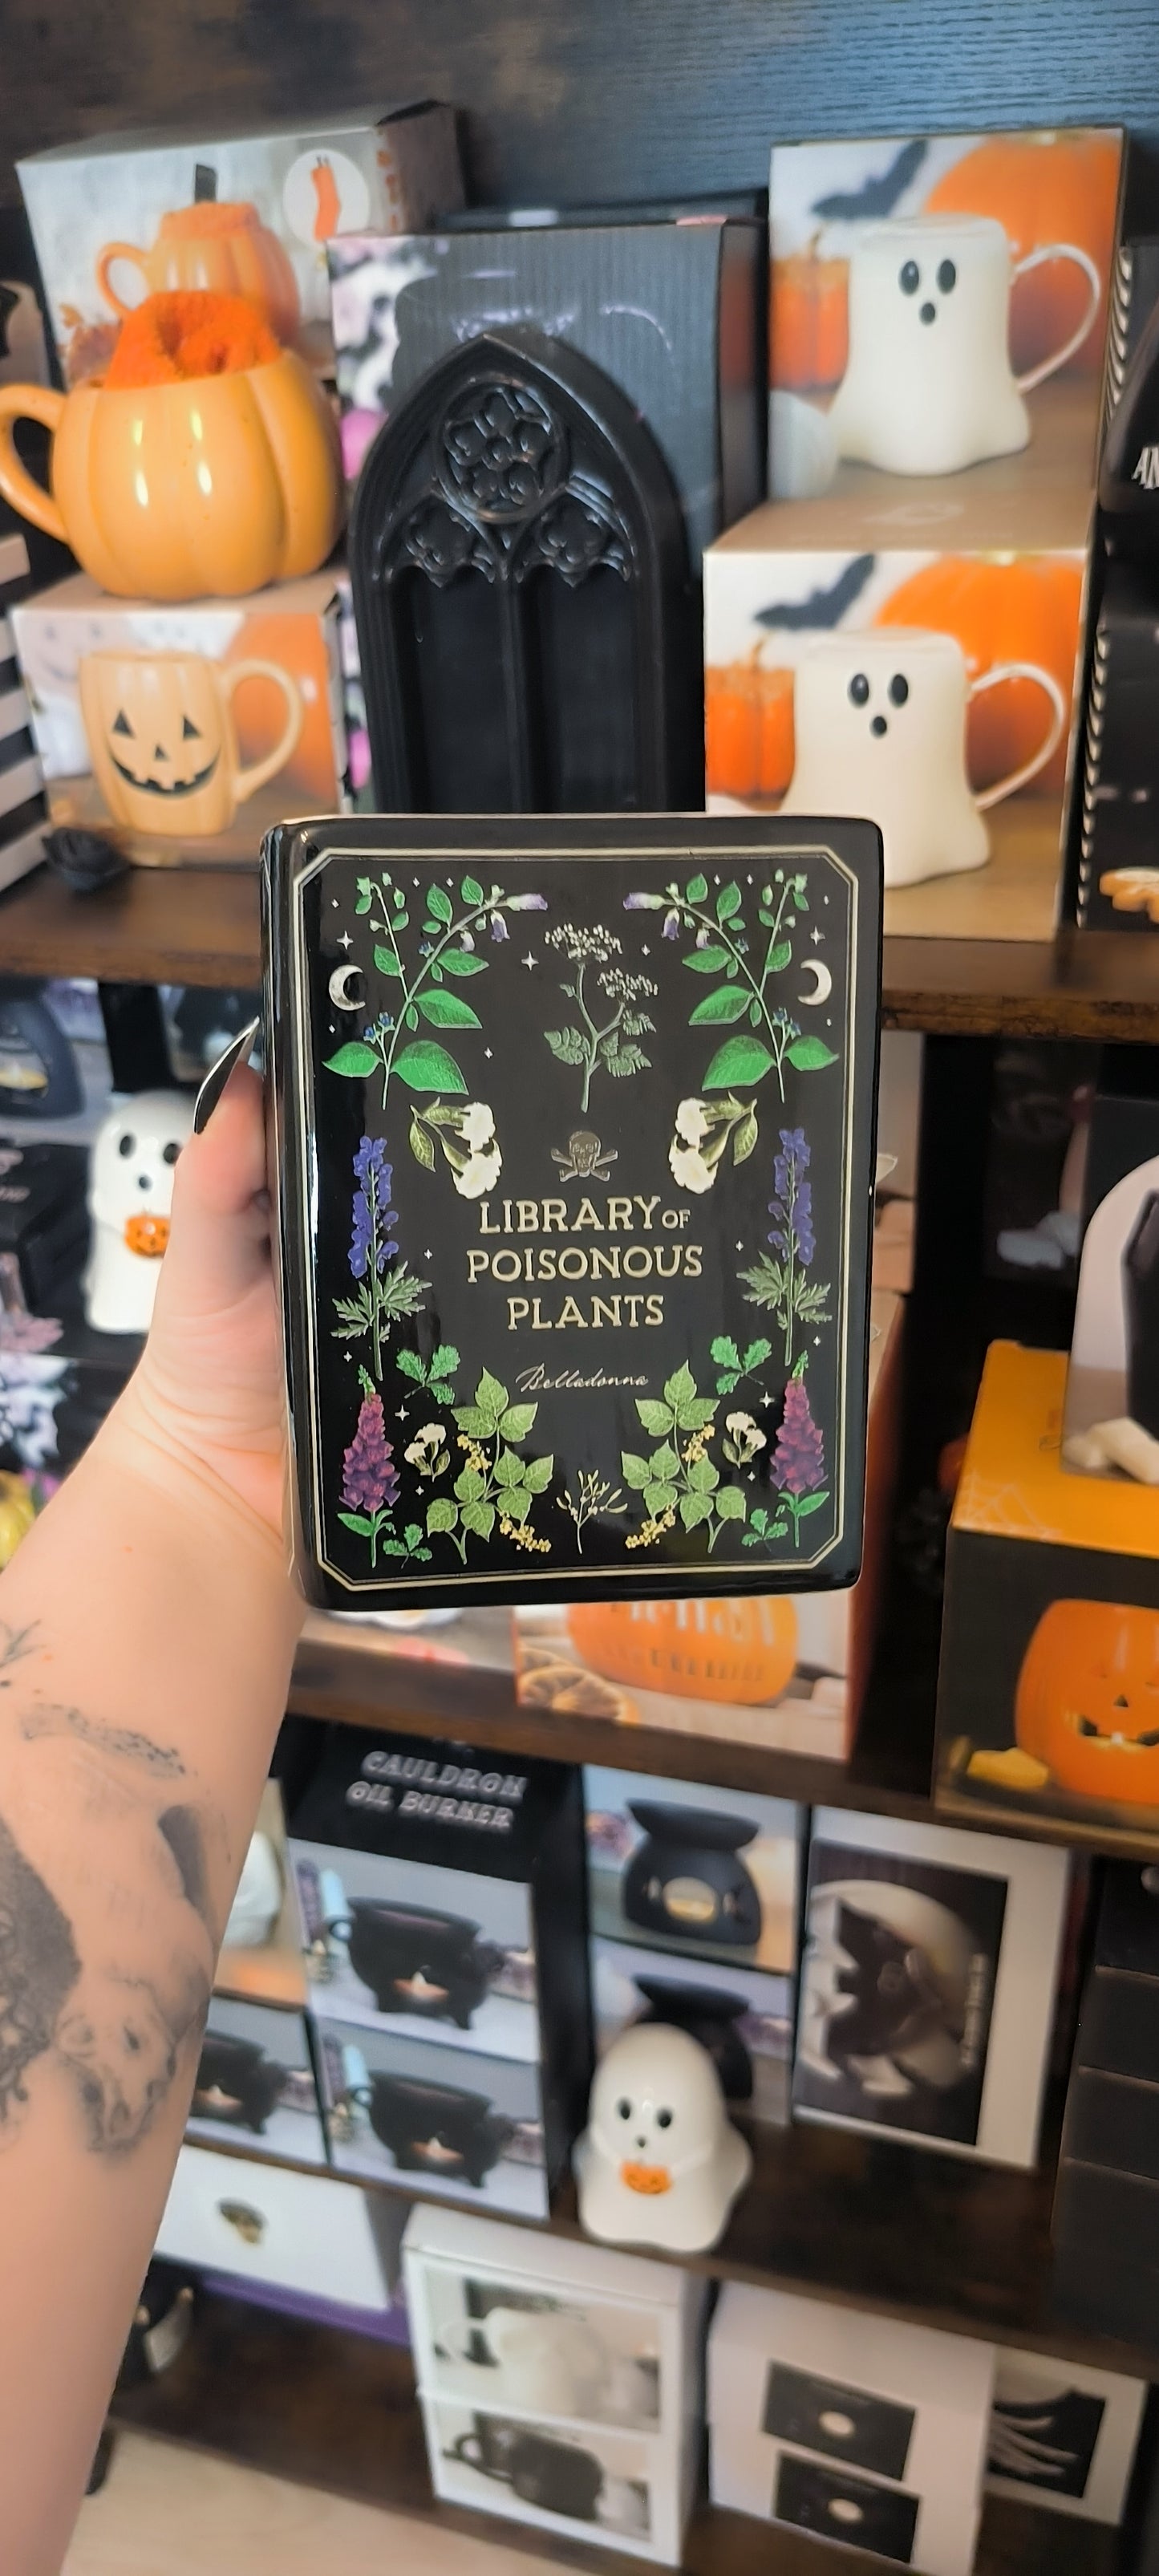 LIBRARY OF
POISONOUS
PLANTS
Belladonna
CAULDRON
OIL BURNER